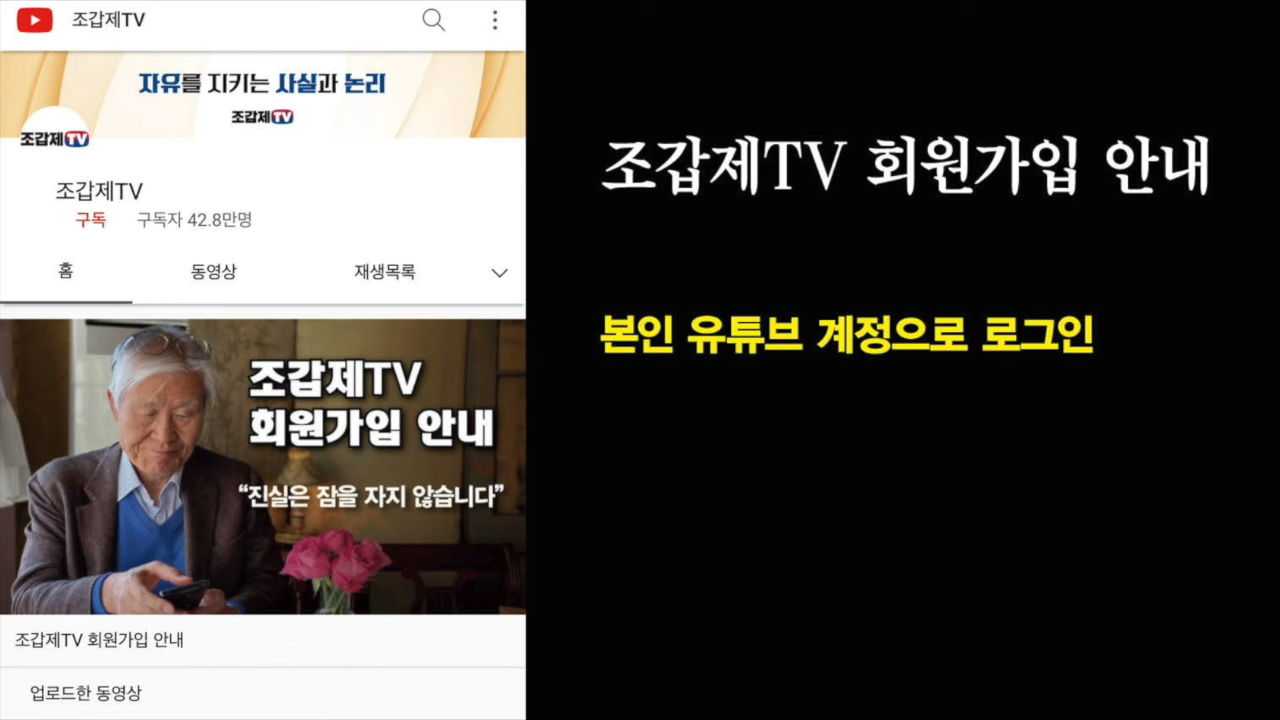 조갑제TV
자유를 지키는 사실과 논리
조갑제TV
조갑제TV
조갑제TV
구독 구독자 42.8만명
홈 동영상 재생목록
조갑제TV
회원가입 안내
“진실은 잠을 자지 않습니다”
조갑제TV 회원가입 안내
업로드한 동영상
조갑제TV 회원가입 안내
본인 유튜브 계정으로 로그인